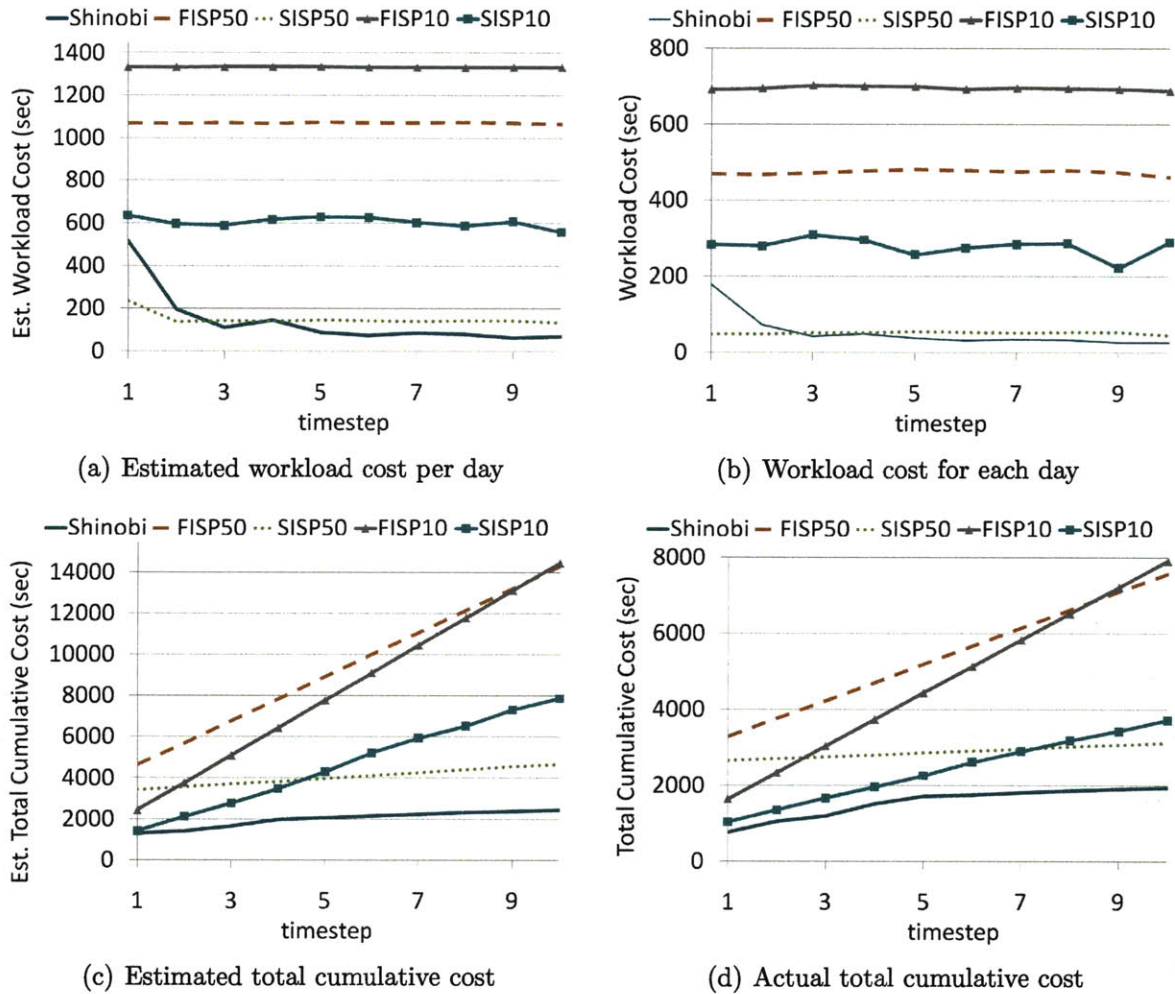 Shinobi FISP50 SISP50 FISP10 SISP10
Est. Workload Cost (sec)
1400
1200
1000
800
600
400
200
0
1 3 5 7 9
timestep
(a) Estimated workload cost per day
Shinobi FISP50 SISP50 FISP10 SISP10
Workload Cost (sec)
800
600
400
200
0
1 3 5 7 9
timestep
(b) Workload cost for each day
Shinobi FISP50 SISP50 FISP10 SISP10
Est. Total Cumulative Cost (sec)
14000
12000
10000
8000
6000
4000
2000
0
1 3 5 7 9
timestep
(c) Estimated total cumulative cost
Shinobi FISP50 SISP50 FISP10 SISP10
Total Cumulative Cost (sec)
8000
6000
4000
2000
0
1 3 5 7 9
timestep
(d) Actual total cumulative cost